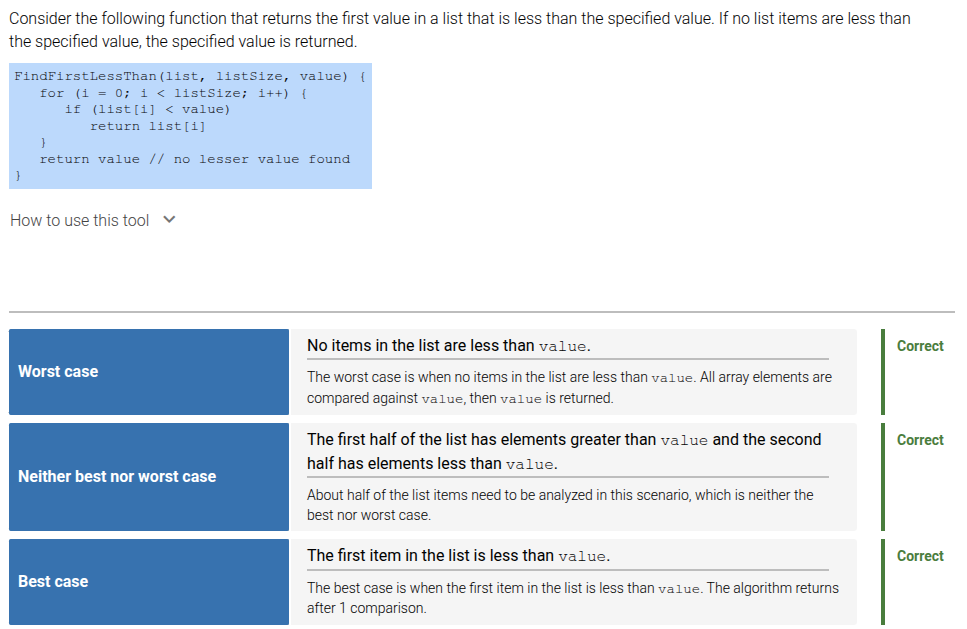 Consider the following function that returns the first value in a list that is less than the specified value. If no list items are less than
the specified value, the specified value is returned.
FindFirstLessThan(list, listSize, value) {
   for (i = 0; i < listSize; i++) {
      if (list[i] < value)
         return list[i]
   }
   return value // no lesser value found
}
How to use this tool
Worst case
No items in the list are less than value.
Correct
The worst case is when no items in the list are less than value. All array elements are
compared against value, then value is returned.
Neither best nor worst case
The first half of the list has elements greater than value and the second
half has elements less than value.
Correct
About half of the list items need to be analyzed in this scenario, which is neither the
best nor worst case.
Best case
The first item in the list is less than value.
Correct
The best case is when the first item in the list is less than value. The algorithm returns
after 1 comparison.